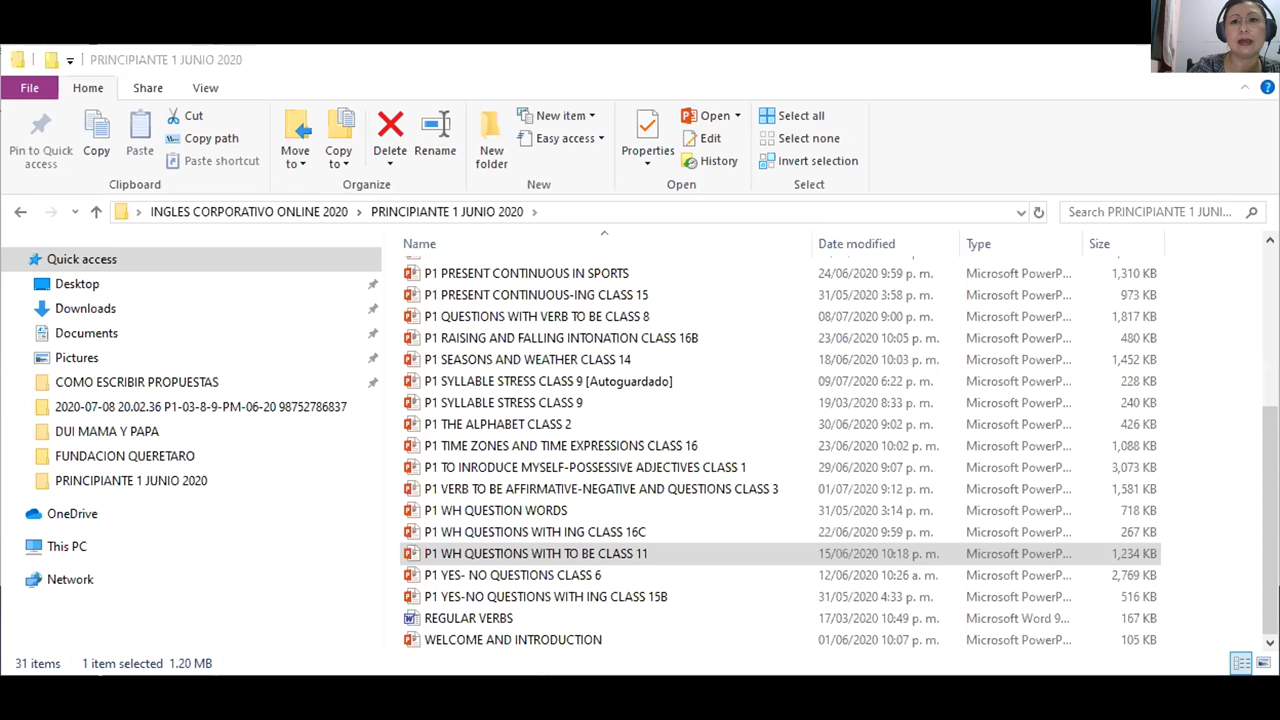 PRINCIPIANTE 1 JUNIO 2020
File Home Share View
Pin to Quick access
Copy
Paste
Cut
Copy path
Paste shortcut
Clipboard
Move to
Copy to
Delete
Rename
Organize
New folder
New item
Easy access
New
Properties
Open
Edit
History
Open
Select all
Select none
Invert selection
Select
INGLES CORPORATIVO ONLINE 2020 PRINCIPIANTE 1 JUNIO 2020
Search PRINCIPIANTE 1 JUNI...
Quick access
Desktop
Downloads
Documents
Pictures
COMO ESCRIBIR PROPUESTAS
2020-07-08 20.02.36 P1-03-8-9-PM-06-20 98752786837
DUI MAMA Y PAPA
FUNDACION QUERETARO
PRINCIPIANTE 1 JUNIO 2020
OneDrive
This PC
Network
Name Date modified Type Size
P1 PRESENT CONTINUOUS IN SPORTS 24/06/2020 9:59 p. m. Microsoft PowerP... 1,310 KB
P1 PRESENT CONTINUOUS-ING CLASS 15 31/05/2020 3:58 p. m. Microsoft PowerP... 973 KB
P1 QUESTIONS WITH VERB TO BE CLASS 8 08/07/2020 9:00 p. m. Microsoft PowerP... 1,817 KB
P1 RAISING AND FALLING INTONATION CLASS 16B 23/06/2020 10:05 p. m. Microsoft PowerP... 480 KB
P1 SEASONS AND WEATHER CLASS 14 18/06/2020 10:03 p. m. Microsoft PowerP... 1,452 KB
P1 SYLLABLE STRESS CLASS 9 [Autoguardado] 09/07/2020 6:22 p. m. Microsoft PowerP... 228 KB
P1 SYLLABLE STRESS CLASS 9 19/03/2020 8:33 p. m. Microsoft PowerP... 240 KB
P1 THE ALPHABET CLASS 2 30/06/2020 9:02 p. m. Microsoft PowerP... 426 KB
P1 TIME ZONES AND TIME EXPRESSIONS CLASS 16 23/06/2020 10:02 p. m. Microsoft PowerP... 1,088 KB
P1 TO INRODUCE MYSELF-POSSESSIVE ADJECTIVES CLASS 1 29/06/2020 9:07 p. m. Microsoft PowerP... 3,073 KB
P1 VERB TO BE AFFIRMATIVE-NEGATIVE AND QUESTIONS CLASS 3 01/07/2020 9:12 p. m. Microsoft PowerP... 1,581 KB
P1 WH QUESTION WORDS 31/05/2020 3:14 p. m. Microsoft PowerP... 718 KB
P1 WH QUESTIONS WITH ING CLASS 16C 22/06/2020 9:59 p. m. Microsoft PowerP... 267 KB
P1 WH QUESTIONS WITH TO BE CLASS 11 15/06/2020 10:18 p. m. Microsoft PowerP... 1,234 KB
P1 YES- NO QUESTIONS CLASS 6 12/06/2020 10:26 a. m. Microsoft PowerP... 2,769 KB
P1 YES-NO QUESTIONS WITH ING CLASS 15B 31/05/2020 4:33 p. m. Microsoft PowerP... 516 KB
REGULAR VERBS 17/03/2020 10:49 p. m. Microsoft Word 9... 167 KB
WELCOME AND INTRODUCTION 01/06/2020 10:07 p. m. Microsoft PowerP... 105 KB
31 items 1 item selected 1.20 MB